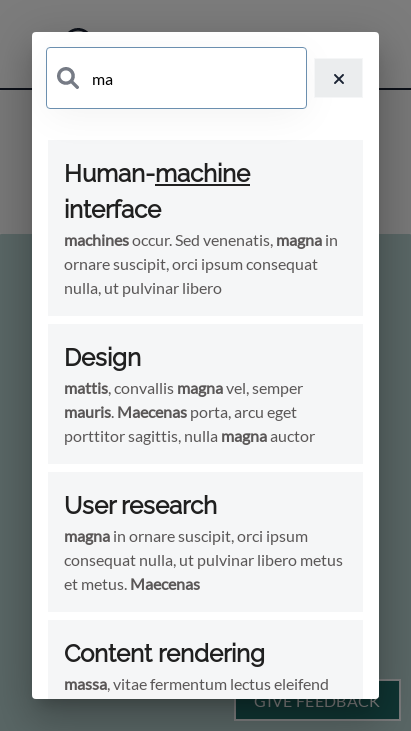 ma
Human-machine
interface
machines occur. Sed venenatis, magna in
ornare suscipit, orci ipsum consequat
nulla, ut pulvinar libero
Design
mattis, convallis magna vel, semper
mauris. Maecenas porta, arcu eget
porttitor sagittis, nulla magna auctor
User research
magna in ornare suscipit, orci ipsum
consequat nulla, ut pulvinar libero metus
et metus. Maecenas
Content rendering
massa, vitae fermentum lectus eleifend
GIVE FEEDBACK